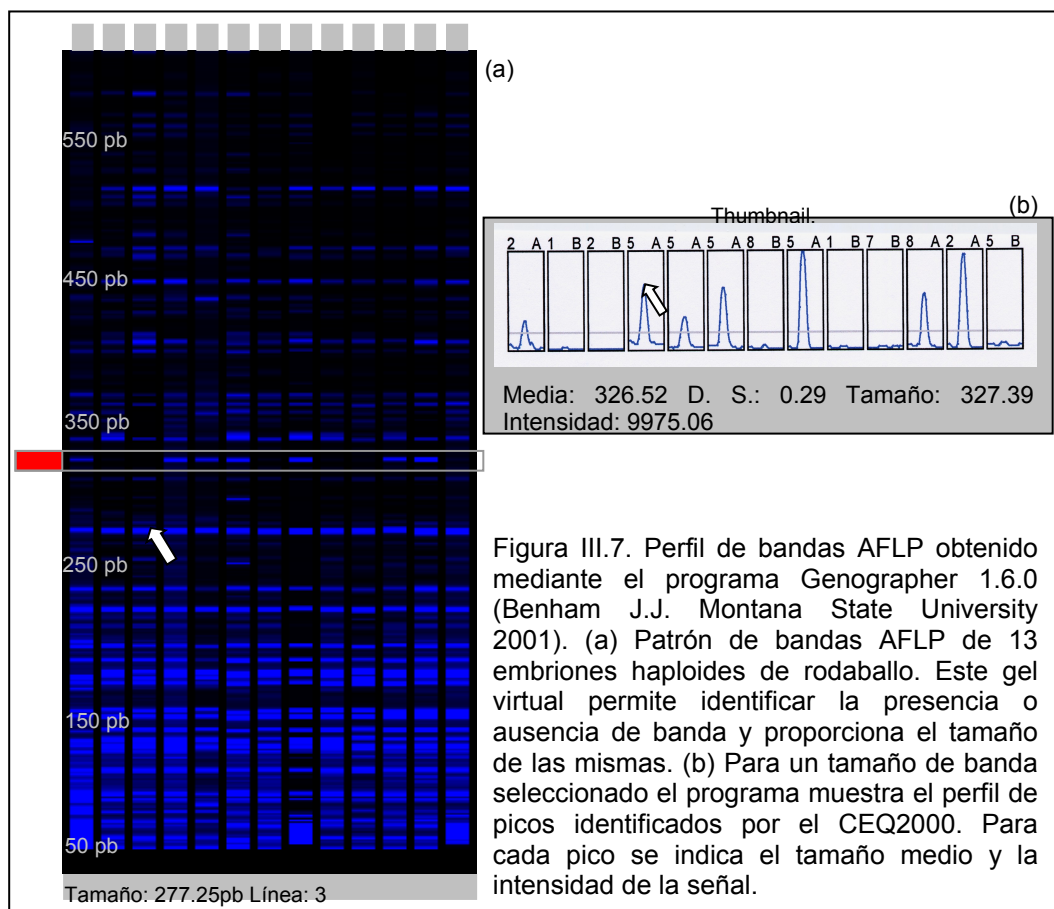 (a)
550 pb
450 pb
350 pb
250 pb
150 pb
50 pb
Tamaño: 277.25pb Línea: 3
(b)
Thumbnail.
2 A 1 B 2 B 5 A 5 A 5 A 8 B 5 A 1 B 7 B 8 A 2 A 5 B
Media: 326.52 D. S.: 0.29 Tamaño: 327.39
Intensidad: 9975.06
Figura III.7. Perfil de bandas AFLP obtenido
mediante el programa Genographer 1.6.0
(Benham J.J. Montana State University
2001). (a) Patrón de bandas AFLP de 13
embriones haploides de rodaballo. Este gel
virtual permite identificar la presencia o
ausencia de banda y proporciona el tamaño
de las mismas. (b) Para un tamaño de banda
seleccionado el programa muestra el perfil de
picos identificados por el CEQ2000. Para
cada pico se indica el tamaño medio y la
intensidad de la señal.